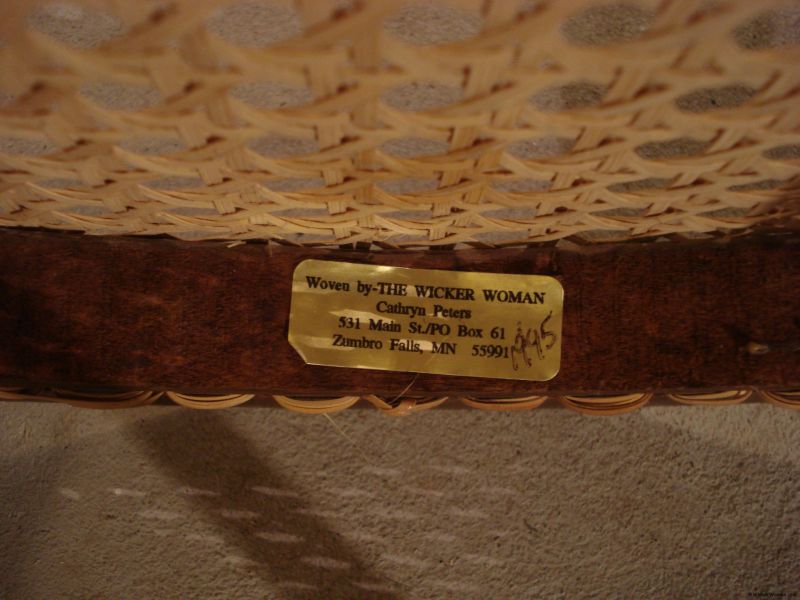 Woven by-THE WICKER WOMAN
Cathryn Peters
531 Main St./PO Box 61
Zumbro Falls, MN 55991
1995